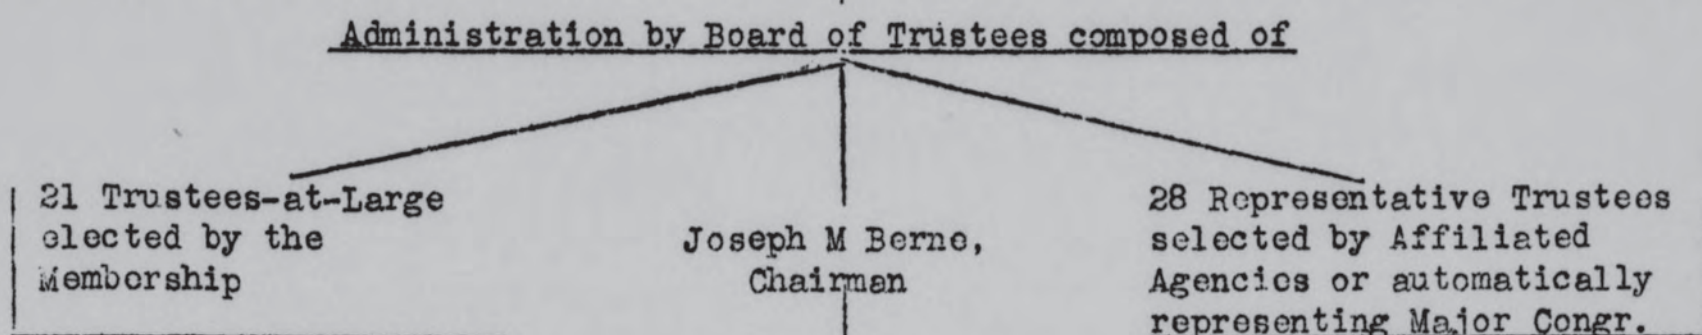 Administration by Board of Trustees composed of
21 Trustees-at-Large
elected by the
Membership
Joseph M Berne,
Chairman
28 Representative Trustees
selected by Affiliated
Agencies or automatically
representing Major Congr.